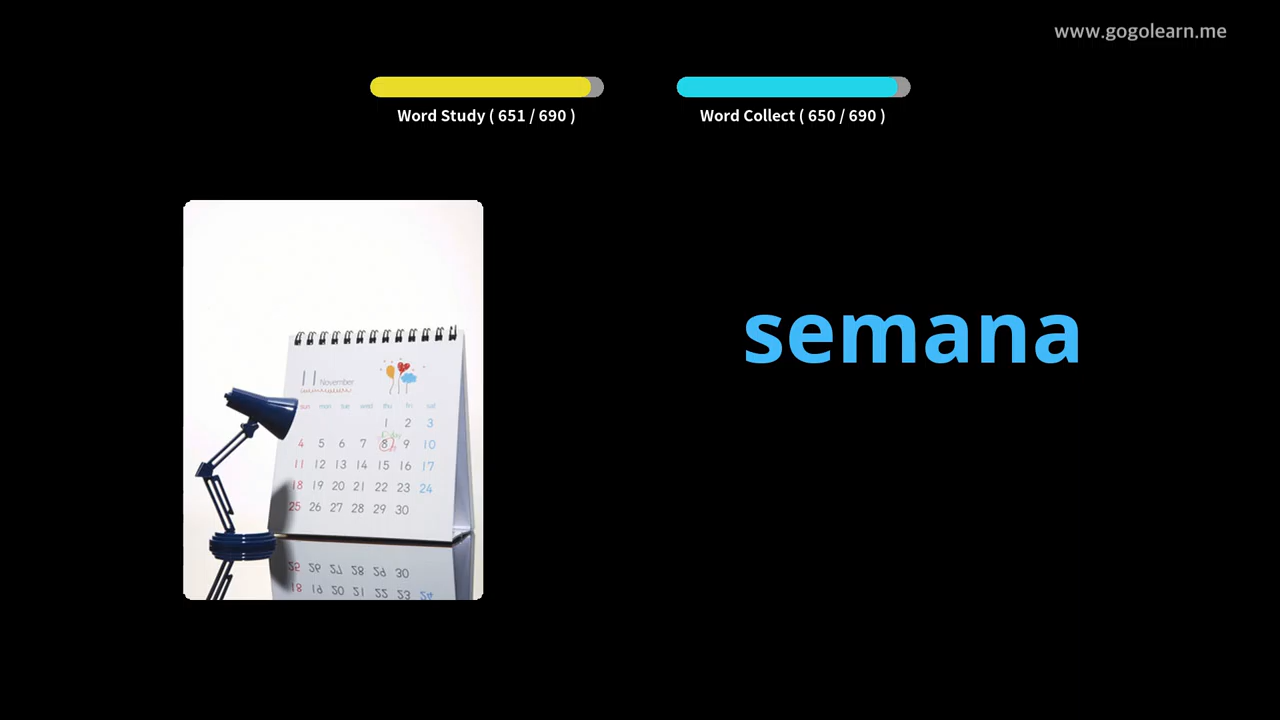 www.gogolearn.me
Word Study ( 651 / 690 )
Word Collect ( 650 / 690 )
semana
11 November
sun mon tue wed thu fri sat
1 2 3
4 5 6 7 8 9 10
11 12 13 14 15 16 17
18 19 20 21 22 23 24
25 26 27 28 29 30